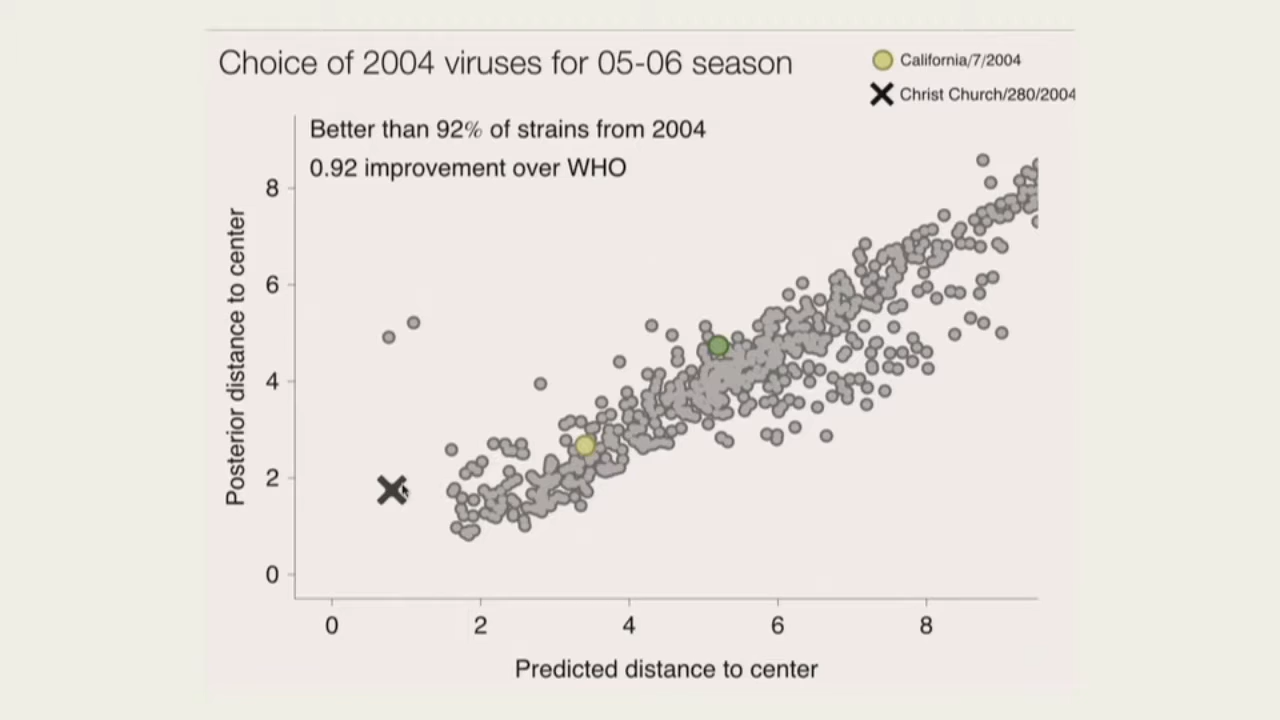 Choice of 2004 viruses for 05-06 season
California/7/2004
Christ Church/280/2004
Better than 92% of strains from 2004
0.92 improvement over WHO
Posterior distance to center
8
6
4
2
0
0 2 4 6 8
Predicted distance to center